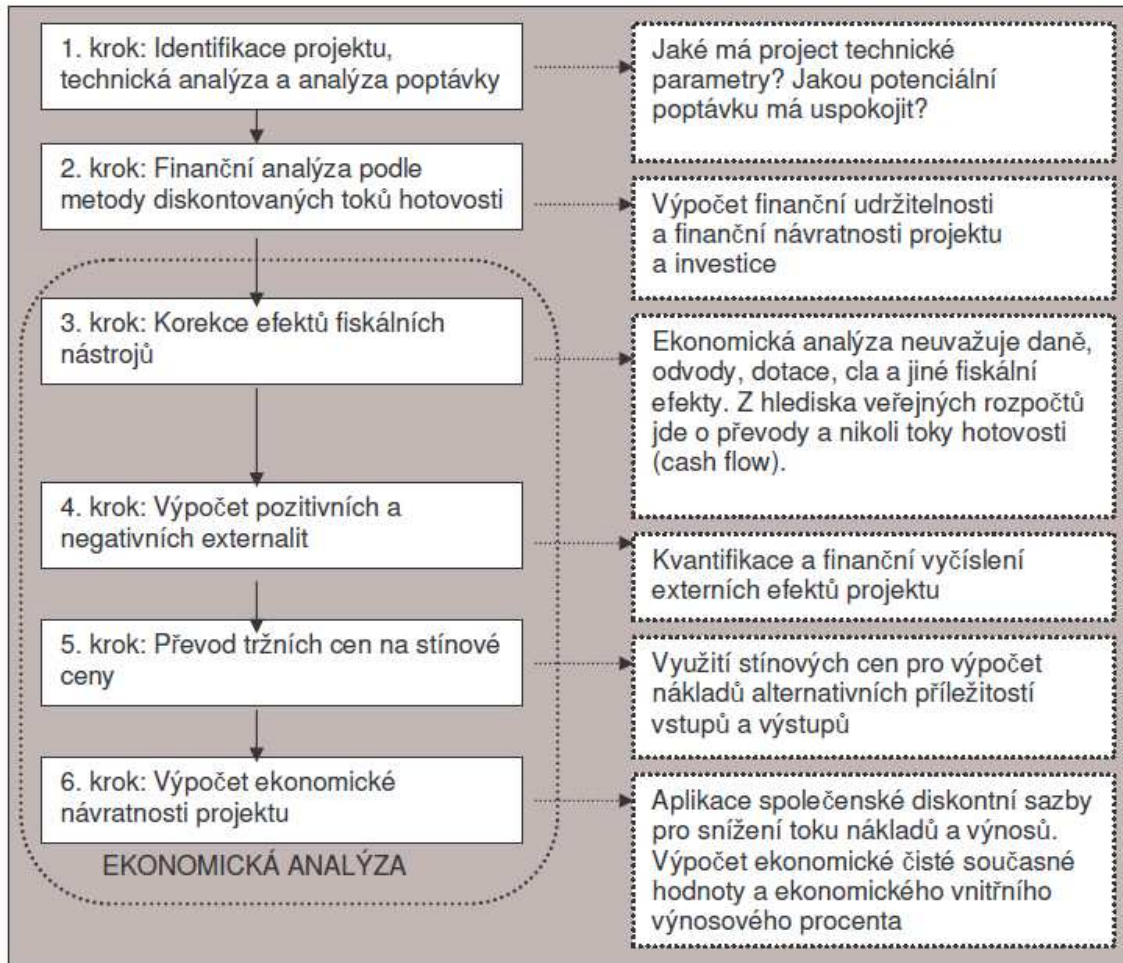 1. krok: Identifikace projektu,
technická analýza a analýza poptávky
Jaké má project technické
parametry? Jakou potenciální
poptávku má uspokojit?
2. krok: Finanční analýza podle
metody diskontovaných toků hotovosti
Výpočet finanční udržitelnosti
a finanční návratnosti projektu
a investice
3. krok: Korekce efektů fiskálních
nástrojů
Ekonomická analýza neuvažuje daně,
odvody, dotace, cla a jiné fiskální
efekty. Z hlediska veřejných rozpočtů
jde o převody a nikoli toky hotovosti
(cash flow).
4. krok: Výpočet pozitivních a
negativních externalit
Kvantifikace a finanční vyčíslení
externích efektů projektu
5. krok: Převod tržních cen na stínové
ceny
Využití stínových cen pro výpočet
nákladů alternativních příležitostí
vstupů a výstupů
6. krok: Výpočet ekonomické
návratnosti projektu
Aplikace společenské diskontní sazby
pro snížení toku nákladů a výnosů.
Výpočet ekonomické čisté současné
hodnoty a ekonomického vnitřního
výnosového procenta
EKONOMICKÁ ANALÝZA